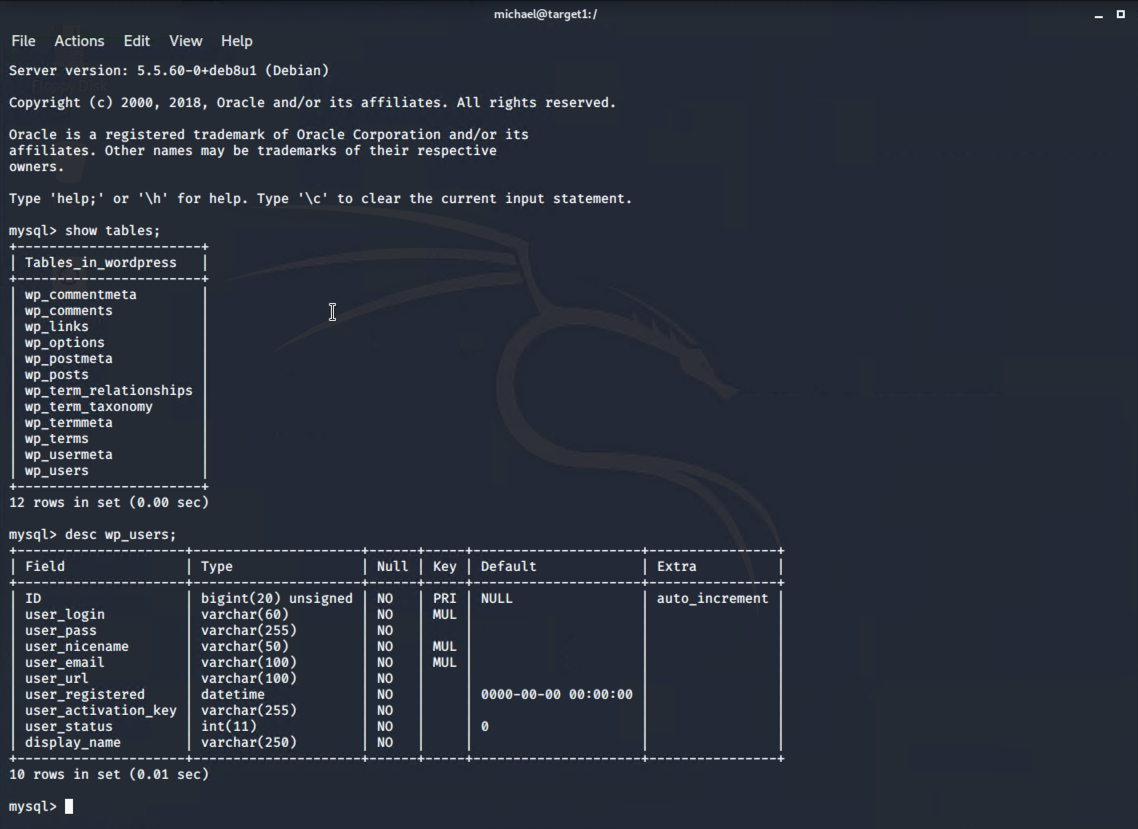 michael@target1:/
File Actions Edit View Help
Server version: 5.5.60-0+deb8u1 (Debian)
Copyright (c) 2000, 2018, Oracle and/or its affiliates. All rights reserved.
Oracle is a registered trademark of Oracle Corporation and/or its
affiliates. Other names may be trademarks of their respective
owners.
Type 'help;' or '\h' for help. Type '\c' to clear the current input statement.
mysql> show tables;
+-----------------------+
| Tables_in_wordpress   |
+-----------------------+
| wp_commentmeta        |
| wp_comments           |
| wp_links              |
| wp_options            |
| wp_postmeta           |
| wp_posts              |
| wp_term_relationships |
| wp_term_taxonomy      |
| wp_termmeta           |
| wp_terms              |
| wp_usermeta           |
| wp_users              |
+-----------------------+
12 rows in set (0.00 sec)
mysql> desc wp_users;
+---------------------+---------------------+------+-----+---------------------+----------------+
| Field               | Type                | Null | Key | Default             | Extra          |
+---------------------+---------------------+------+-----+---------------------+----------------+
| ID                  | bigint(20) unsigned | NO   | PRI | NULL                | auto_increment |
| user_login          | varchar(60)         | NO   | MUL |                     |                |
| user_pass           | varchar(255)        | NO   |     |                     |                |
| user_nicename       | varchar(50)         | NO   | MUL |                     |                |
| user_email          | varchar(100)        | NO   | MUL |                     |                |
| user_url            | varchar(100)        | NO   |     |                     |                |
| user_registered     | datetime            | NO   |     | 0000-00-00 00:00:00 |                |
| user_activation_key | varchar(255)        | NO   |     |                     |                |
| user_status         | int(11)             | NO   |     | 0                   |                |
| display_name        | varchar(250)        | NO   |     |                     |                |
+---------------------+---------------------+------+-----+---------------------+----------------+
10 rows in set (0.01 sec)
mysql>